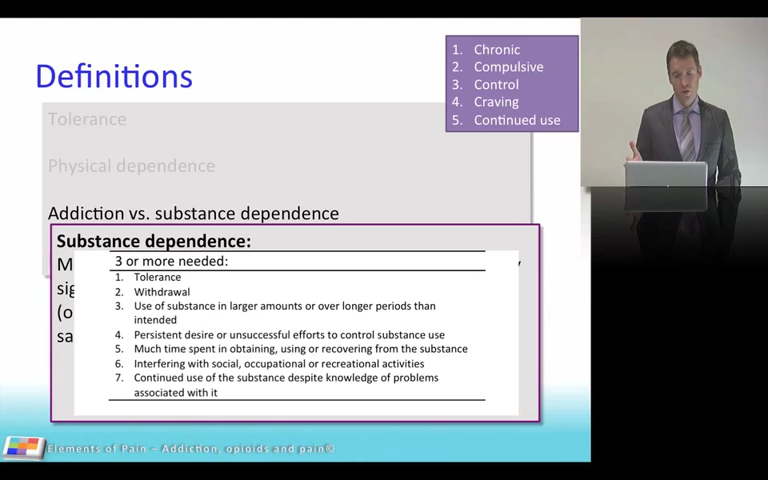 Definitions
1. Chronic
2. Compulsive
3. Control
4. Craving
5. Continued use
Tolerance
Physical dependence
Addiction vs. substance dependence
Substance dependence:
3 or more needed:
1. Tolerance
2. Withdrawal
3. Use of substance in larger amounts or over longer periods than
intended
4. Persistent desire or unsuccessful efforts to control substance use
5. Much time spent in obtaining, using or recovering from the substance
6. Interfering with social, occupational or recreational activities
7. Continued use of the substance despite knowledge of problems
associated with it
Elements of Pain – Addiction, opioids and pain©